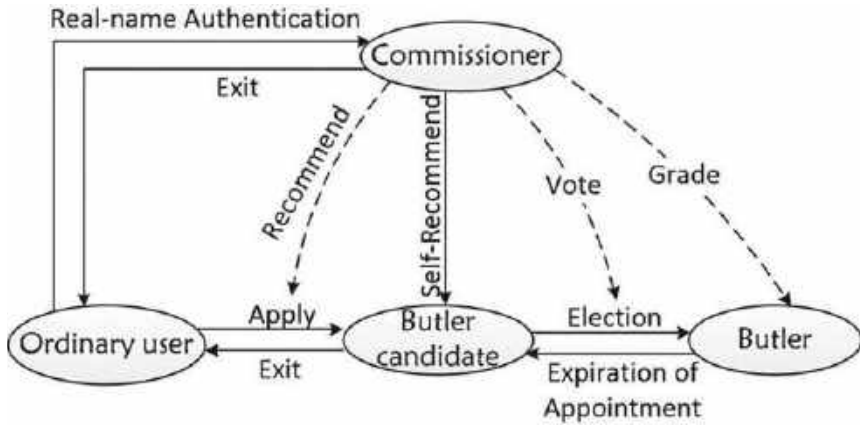 Real-name Authentication
Commissioner
Exit
Recommend
Self-Recommend
Vote
Grade
Ordinary user
Apply
Exit
Butler
candidate
Election
Expiration of
Appointment
Butler